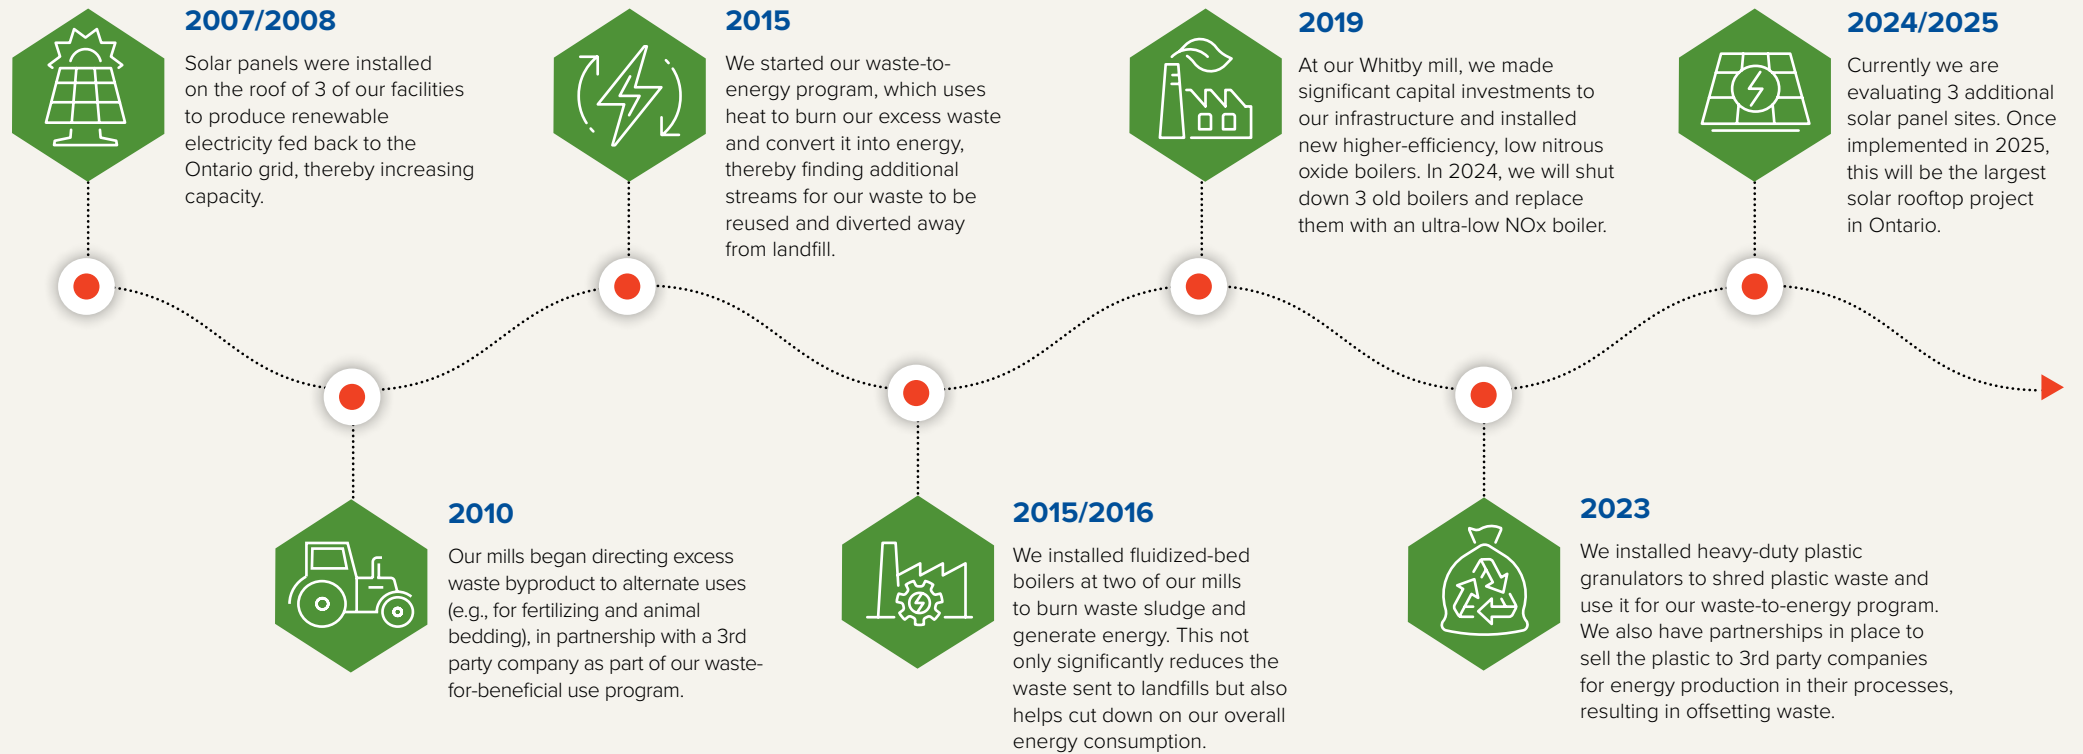 2007/2008
Solar panels were installed
on the roof of 3 of our facilities
to produce renewable
electricity fed back to the
Ontario grid, thereby increasing
capacity.
2010
Our mills began directing excess
waste byproduct to alternate uses
(e.g., for fertilizing and animal
bedding), in partnership with a 3rd
party company as part of our waste-
for-beneficial use program.
2015
We started our waste-to-
energy program, which uses
heat to burn our excess waste
and convert it into energy,
thereby finding additional
streams for our waste to be
reused and diverted away
from landfill.
2015/2016
We installed fluidized-bed
boilers at two of our mills
to burn waste sludge and
generate energy. This not
only significantly reduces the
waste sent to landfills but also
helps cut down on our overall
energy consumption.
2019
At our Whitby mill, we made
significant capital investments to
our infrastructure and installed
new higher-efficiency, low nitrous
oxide boilers. In 2024, we will shut
down 3 old boilers and replace
them with an ultra-low NOx boiler.
2023
We installed heavy-duty plastic
granulators to shred plastic waste and
use it for our waste-to-energy program.
We also have partnerships in place to
sell the plastic to 3rd party companies
for energy production in their processes,
resulting in offsetting waste.
2024/2025
Currently we are
evaluating 3 additional
solar panel sites. Once
implemented in 2025,
this will be the largest
solar rooftop project
in Ontario.